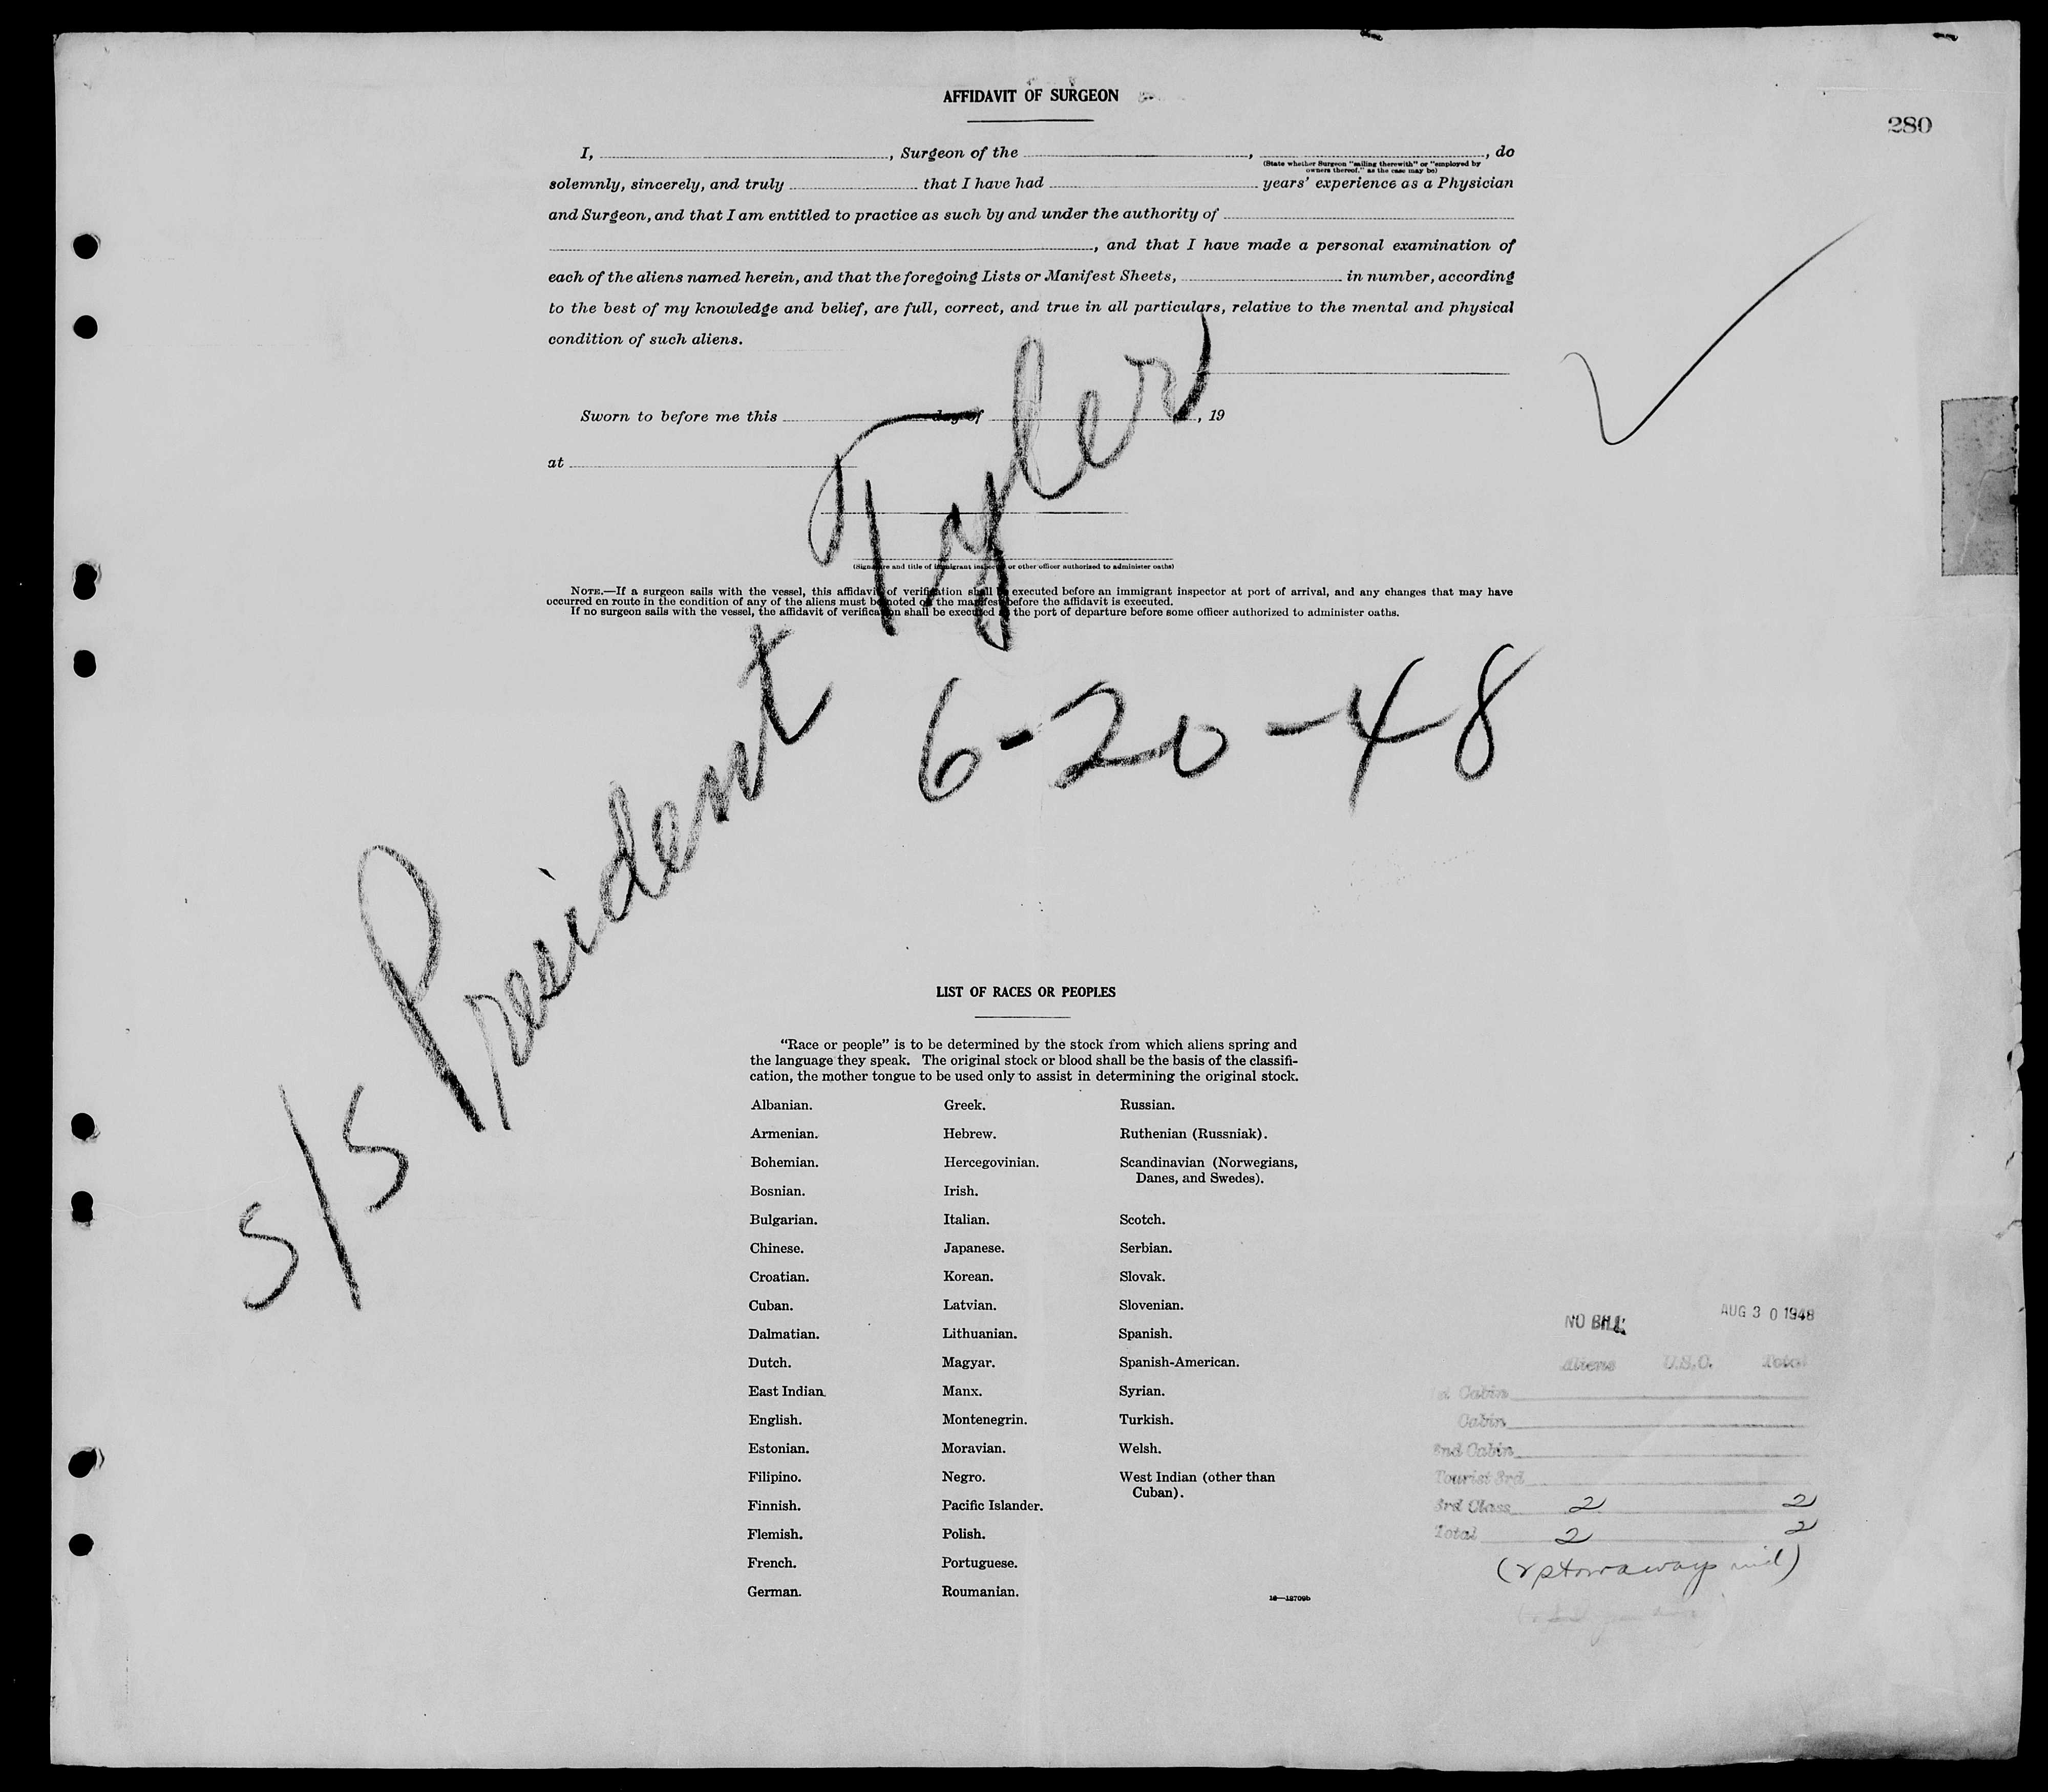 AFFIDAVIT OF SURGEON
280
I, , Surgeon of the , , do
(State whether Surgeon "sailing therewith" or "employed by
owners thereof," as the case may be)
solemnly, sincerely, and truly that I have had years' experience as a Physician
and Surgeon, and that I am entitled to practice as such by and under the authority of
, and that I have made a personal examination of
each of the aliens named herein, and that the foregoing Lists or Manifest Sheets, in number, according
to the best of my knowledge and belief, are full, correct, and true in all particulars, relative to the mental and physical
condition of such aliens.
Sworn to before me this day of , 19
at
(Signature and title of immigrant inspector or other officer authorized to administer oaths)
NOTE.—If a surgeon sails with the vessel, this affidavit of verification shall be executed before an immigrant inspector at port of arrival, and any changes that may have
occurred en route in the condition of any of the aliens must be noted on the manifest before the affidavit is executed.
If no surgeon sails with the vessel, the affidavit of verification shall be executed at the port of departure before some officer authorized to administer oaths.
S/S President Tyler
6-20-48
LIST OF RACES OR PEOPLES
"Race or people" is to be determined by the stock from which aliens spring and
the language they speak. The original stock or blood shall be the basis of the classifi-
cation, the mother tongue to be used only to assist in determining the original stock.
Albanian.
Armenian.
Bohemian.
Bosnian.
Bulgarian.
Chinese.
Croatian.
Cuban.
Dalmatian.
Dutch.
East Indian.
English.
Estonian.
Filipino.
Finnish.
Flemish.
French.
German.
Greek.
Hebrew.
Hercegovinian.
Irish.
Italian.
Japanese.
Korean.
Latvian.
Lithuanian.
Magyar.
Manx.
Montenegrin.
Moravian.
Negro.
Pacific Islander.
Polish.
Portuguese.
Roumanian.
Russian.
Ruthenian (Russniak).
Scandinavian (Norwegians,
Danes, and Swedes).
Scotch.
Serbian.
Slovak.
Slovenian.
Spanish.
Spanish-American.
Syrian.
Turkish.
Welsh.
West Indian (other than
Cuban).
16—12709b
NO BILL AUG 30 1948
Aliens U.S.C. Total
Cabin
Cabin
2nd Cabin
Tourist 3rd
3rd Class 2 2
Total 2 2
(2 stowaways incl)